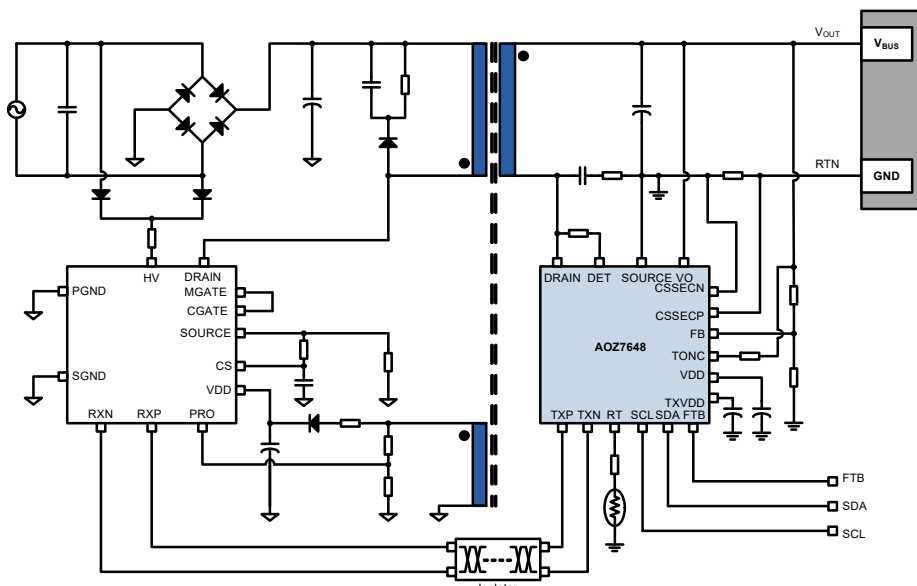 VOUT
VBUS
RTN
GND
HV
DRAIN
PGND
MGATE
CGATE
SOURCE
CS
SGND
VDD
RXN RXP PRO
DRAIN DET SOURCE VO
CSSECN
CSSECP
FB
AOZ7648
TONC
VDD
TXVDD
TXP TXN RT SCL SDA FTB
FTB
SDA
SCL